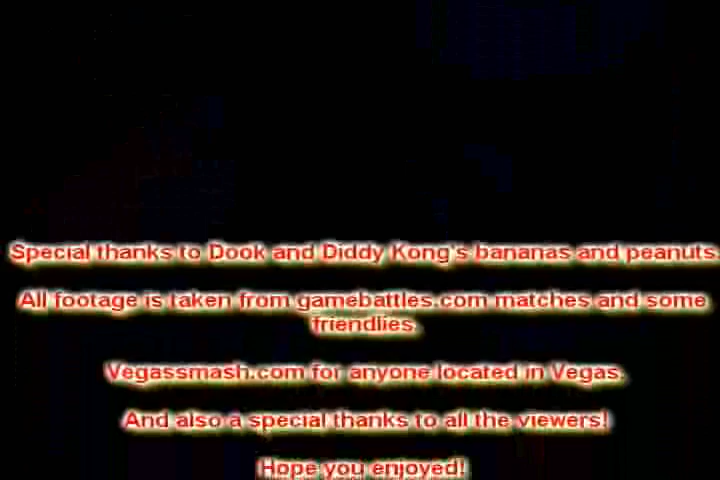 Special thanks to Dook and Diddy Kong's bananas and peanuts.
All footage is taken from gamebattles.com matches and some
friendlies.
Vegassmash.com for anyone located in Vegas.
And also a special thanks to all the viewers!
Hope you enjoyed!